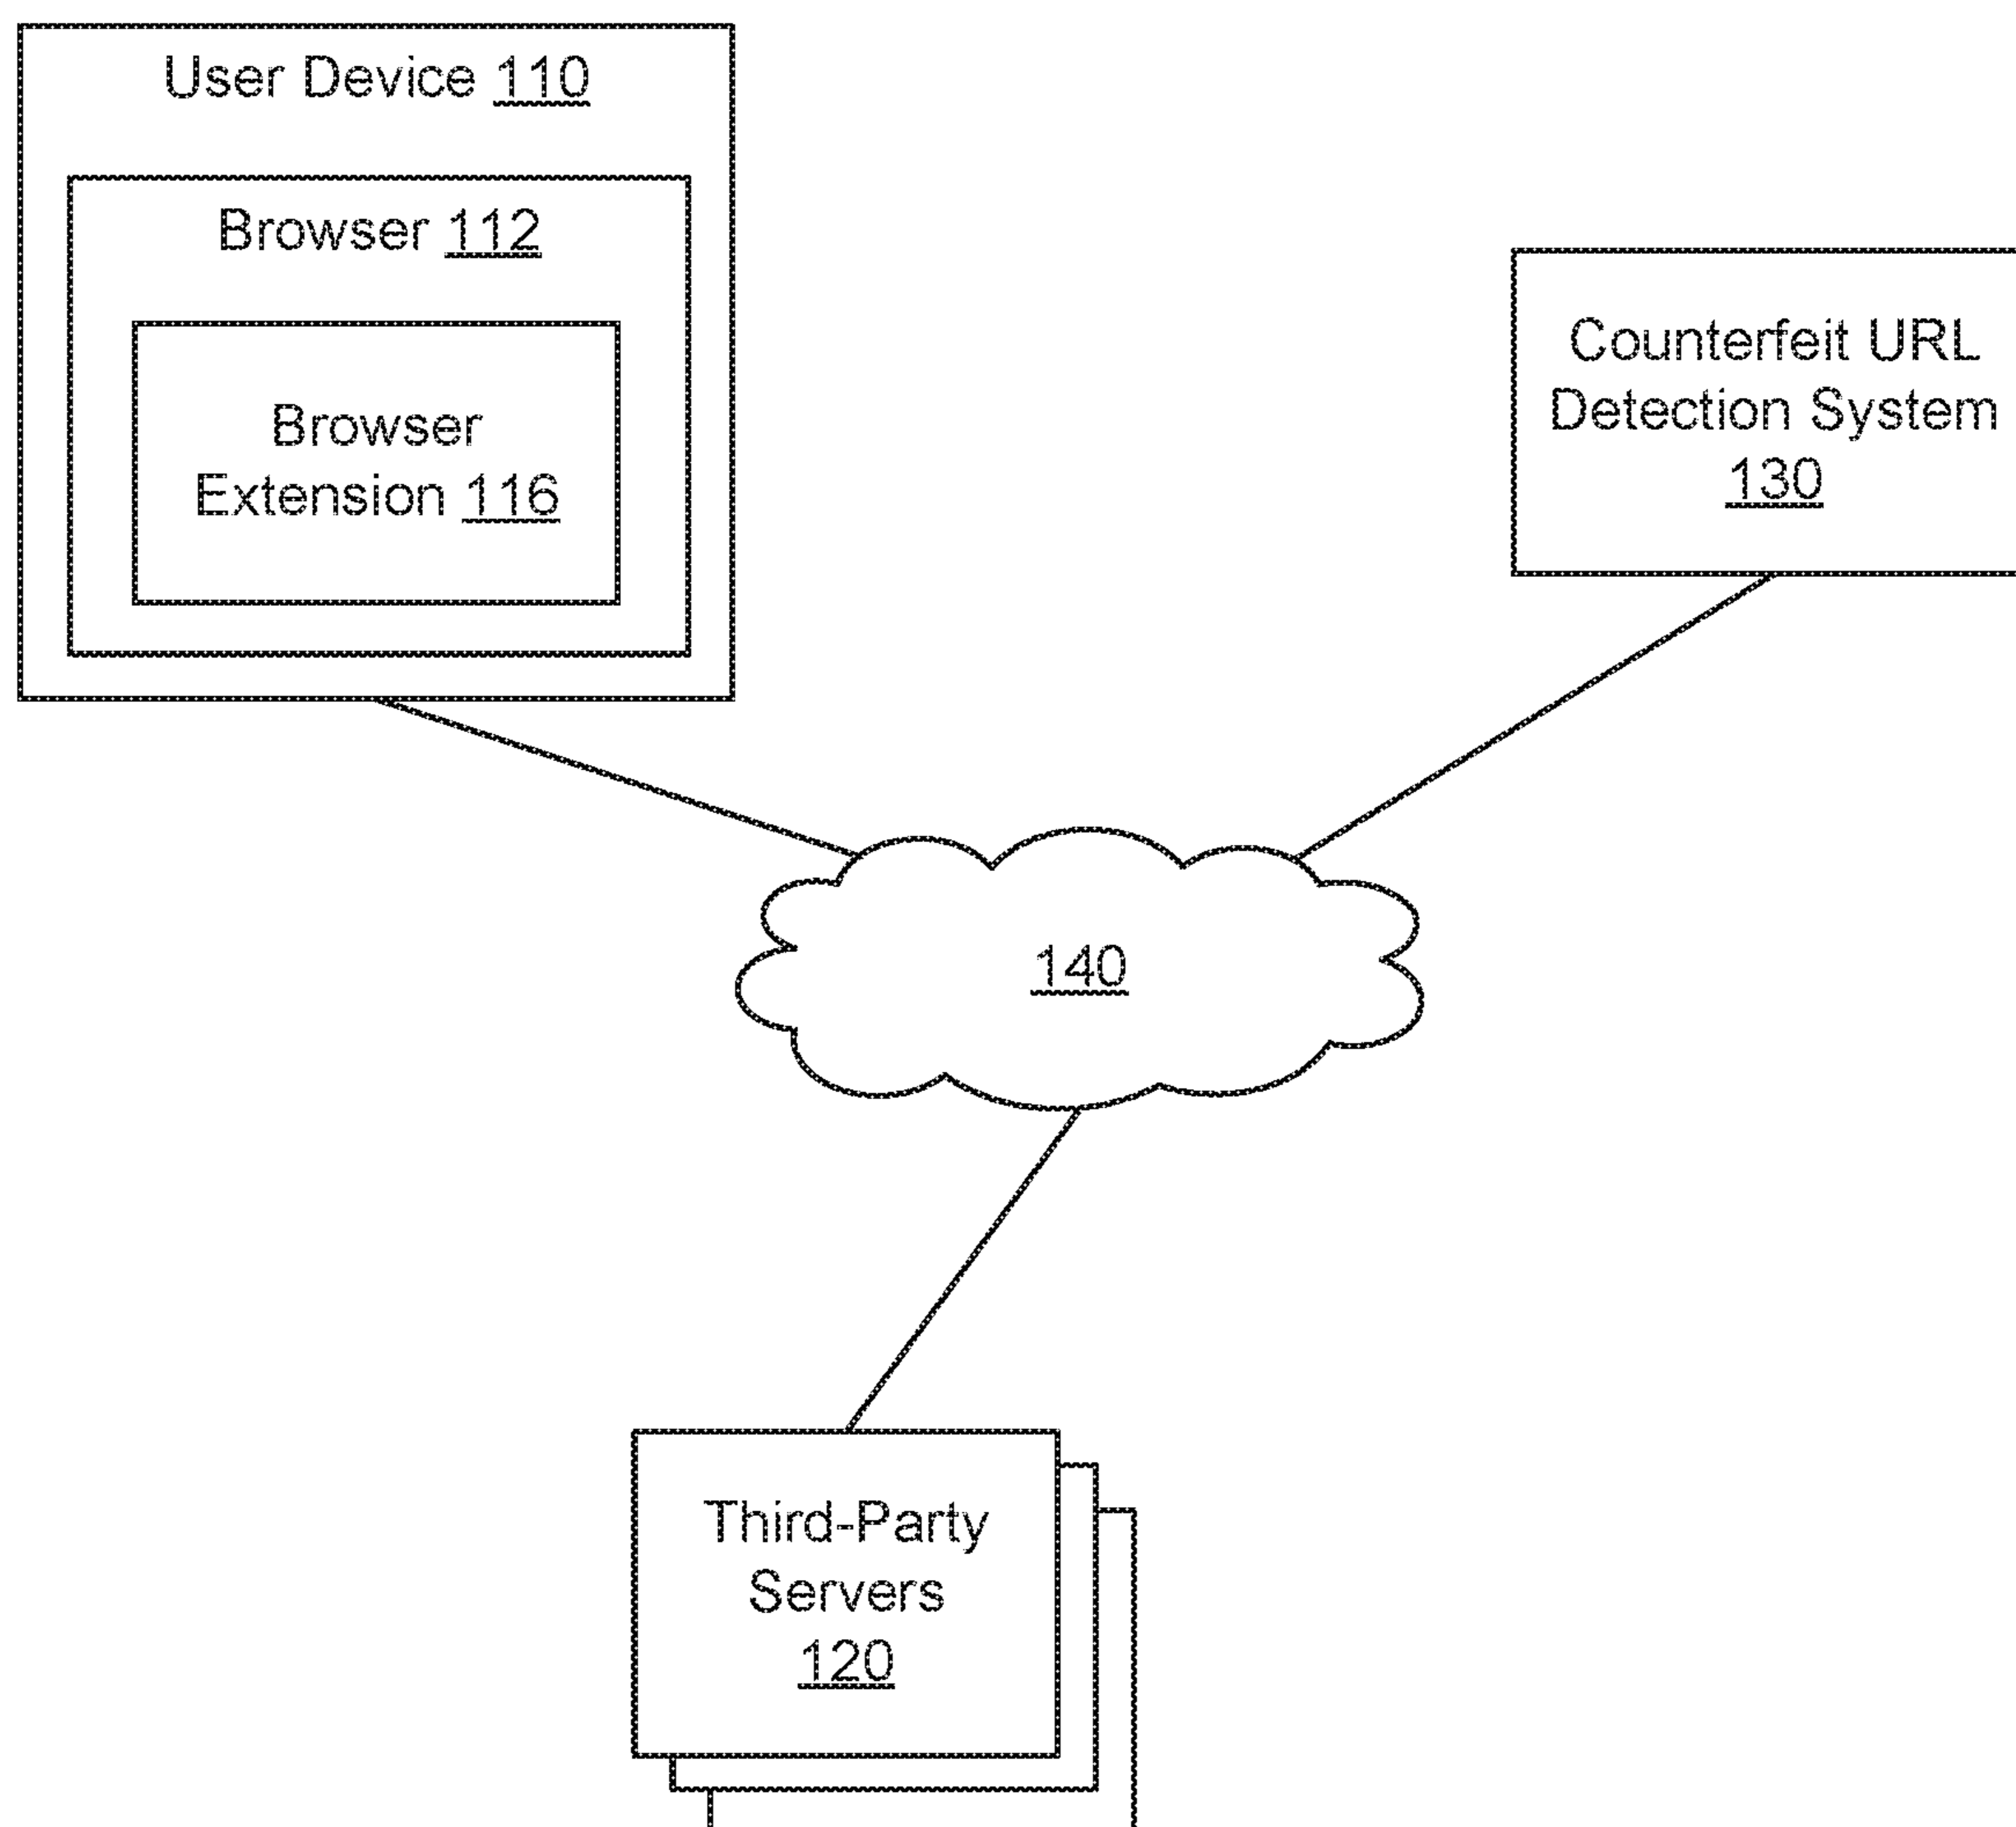 User Device 110
Browser 112
Browser
Extension 116
Counterfeit URL
Detection System
130
140
Third-Party
Servers
120